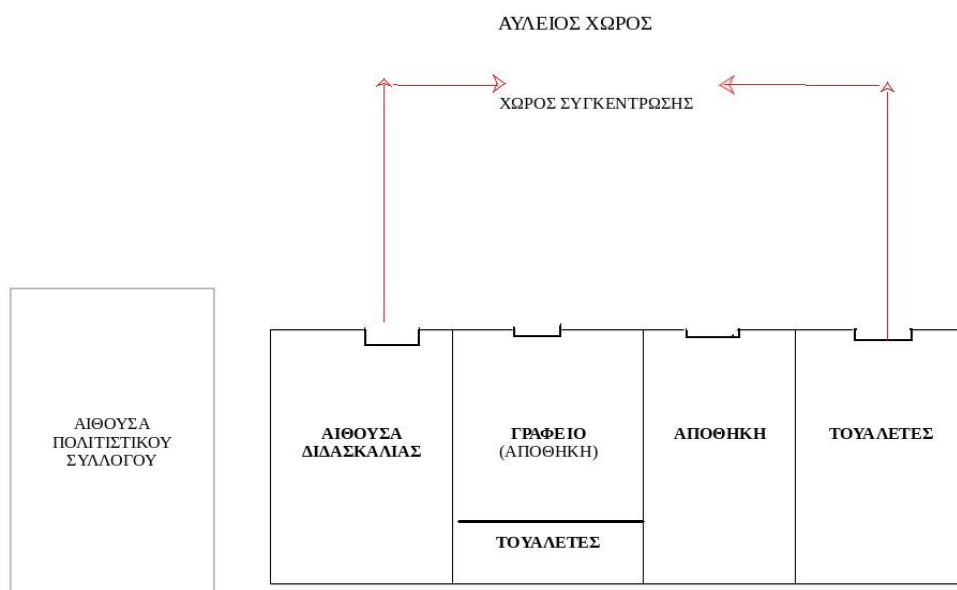 ΑΥΛΕΙΟΣ ΧΩΡΟΣ
ΧΩΡΟΣ ΣΥΓΚΕΝΤΡΩΣΗΣ
ΑΙΘΟΥΣΑ
ΠΟΛΙΤΙΣΤΙΚΟΥ
ΣΥΛΛΟΓΟΥ
ΑΙΘΟΥΣΑ
ΔΙΔΑΣΚΑΛΙΑΣ
ΓΡΑΦΕΙΟ
(ΑΠΟΘΗΚΗ)
ΤΟΥΑΛΕΤΕΣ
ΑΠΟΘΗΚΗ
ΤΟΥΑΛΕΤΕΣ